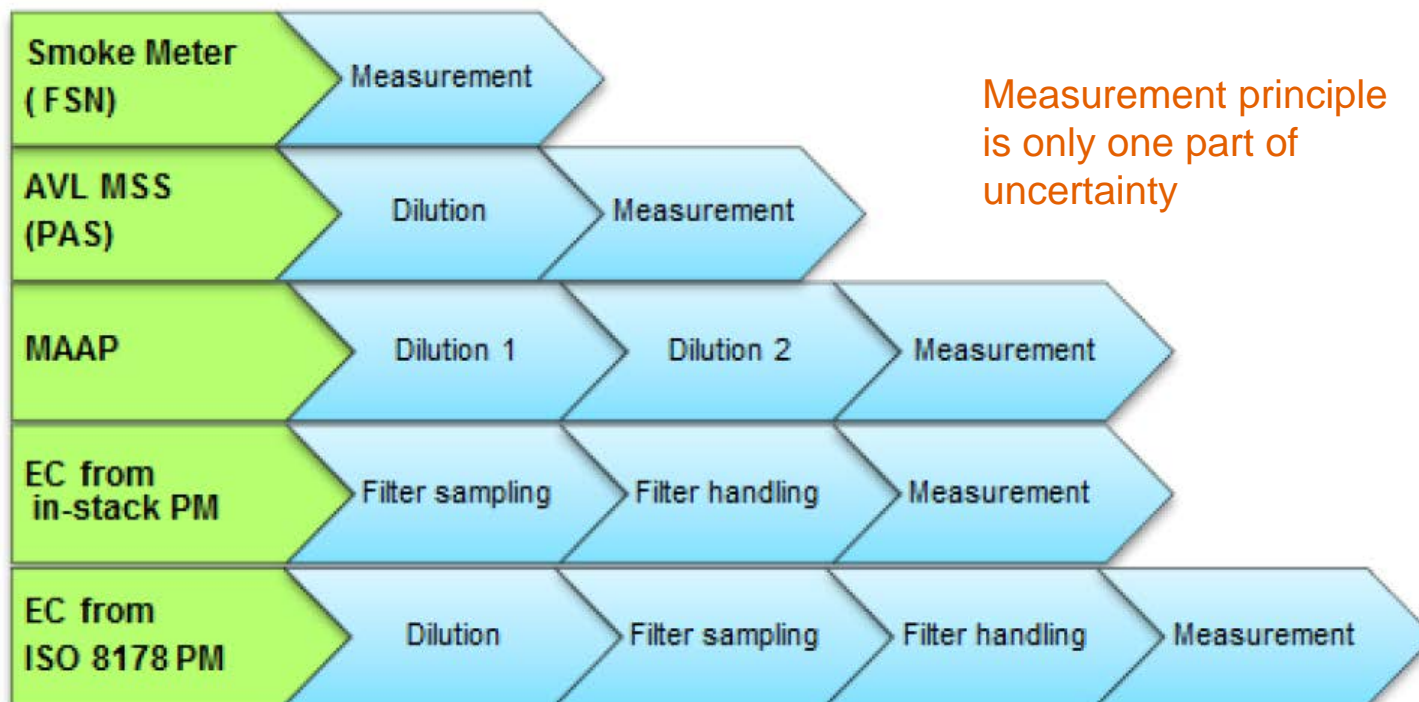 Smoke Meter
( FSN)
Measurement
Measurement principle
is only one part of
uncertainty
AVL MSS
(PAS)
Dilution
Measurement
MAAP
Dilution 1
Dilution 2
Measurement
EC from
in-stack PM
Filter sampling
Filter handling
Measurement
EC from
ISO 8178 PM
Dilution
Filter sampling
Filter handling
Measurement